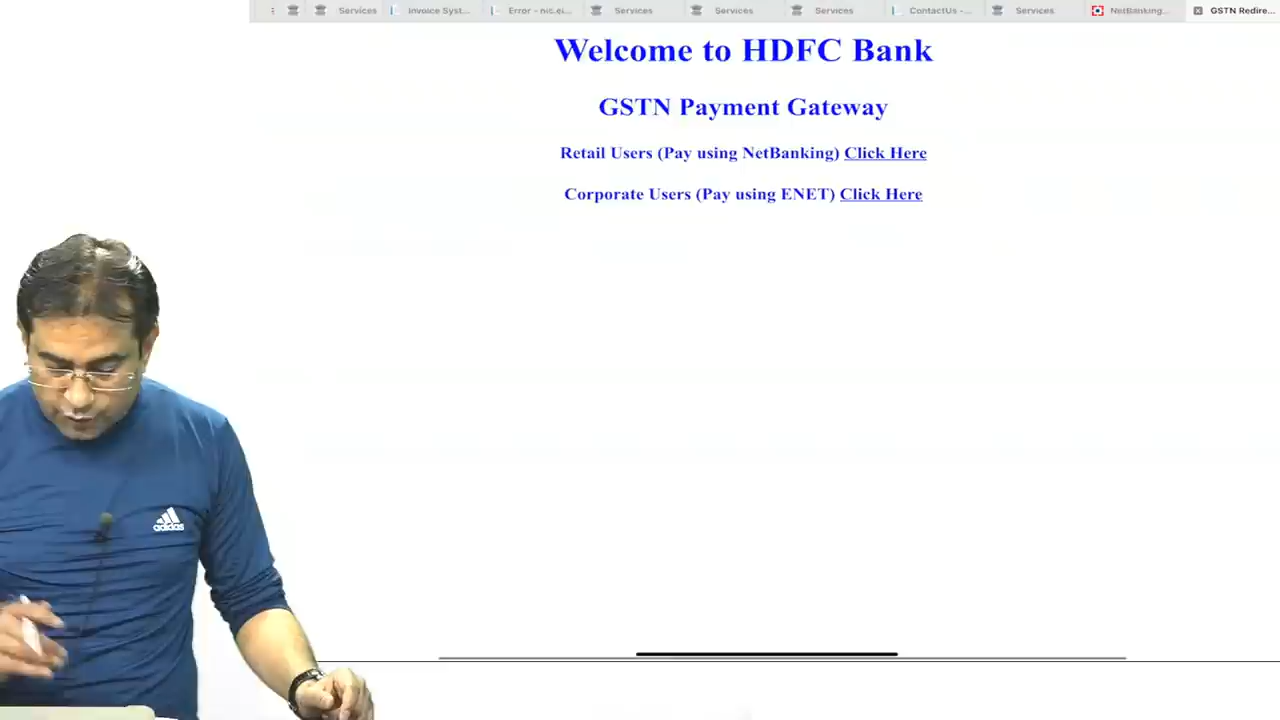 Services
Invoice Syst...
Error - nic.ei...
Services
Services
Services
ContactUs - ...
Services
NetBanking...
GSTN Redire...
Welcome to HDFC Bank
GSTN Payment Gateway
Retail Users (Pay using NetBanking) Click Here
Corporate Users (Pay using ENET) Click Here
adidas